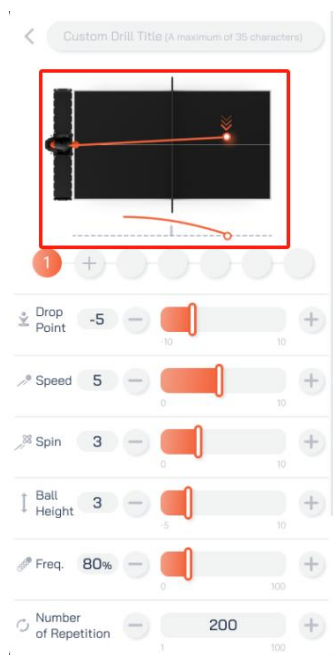 Custom Drill Title (A maximum of 35 characters)
1 +
Drop Point -5 − +
-10 10
Speed 5 − +
0 10
Spin 3 − +
0 10
Ball Height 3 − +
-5 10
Freq. 80% − +
0 100
Number of Repetition − 200 +
1 100